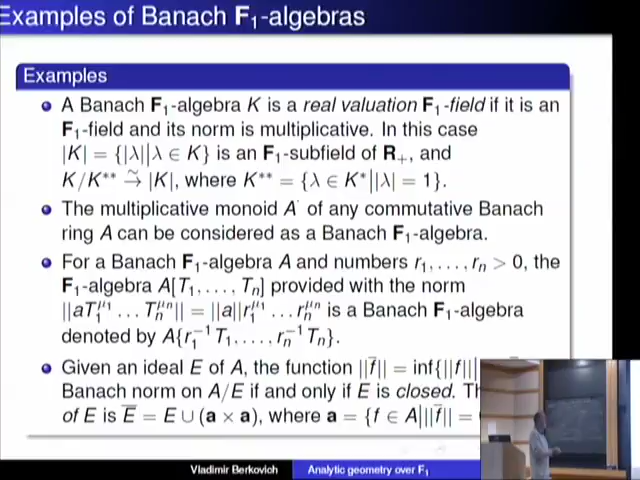 Examples of Banach F₁-algebras
Examples
A Banach F₁-algebra K is a real valuation F₁-field if it is an
F₁-field and its norm is multiplicative. In this case
|K| = {|λ||λ ∈ K} is an F₁-subfield of R₊, and
K/K** →̃ |K|, where K** = {λ ∈ K*||λ| = 1}.
The multiplicative monoid A· of any commutative Banach
ring A can be considered as a Banach F₁-algebra.
For a Banach F₁-algebra A and numbers r₁, . . . , rₙ > 0, the
F₁-algebra A[T₁, . . . , Tₙ] provided with the norm
||aT₁^μ₁ . . . Tₙ^μₙ|| = ||a||r₁^μ₁ . . . rₙ^μₙ is a Banach F₁-algebra
denoted by A{r₁⁻¹T₁, . . . , rₙ⁻¹Tₙ}.
Given an ideal E of A, the function ||f̄|| = inf{||f||
Banach norm on A/E if and only if E is closed.
of E is E̅ = E ∪ (a × a), where a = {f ∈ A|||f̄|| =
Vladimir Berkovich
Analytic geometry over F₁